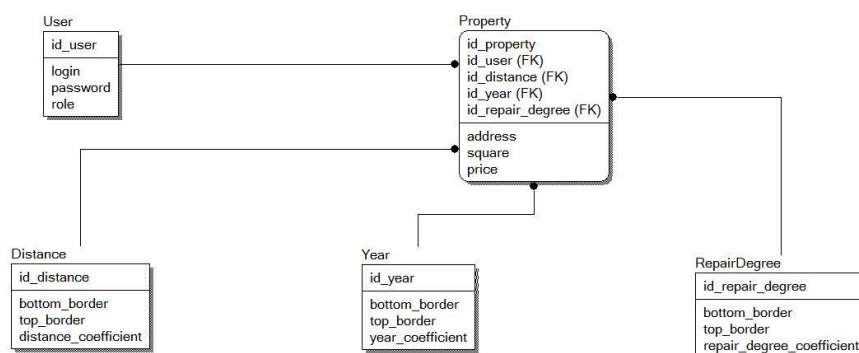 User
id_user
login
password
role
Property
id_property
id_user (FK)
id_distance (FK)
id_year (FK)
id_repair_degree (FK)
address
square
price
Distance
id_distance
bottom_border
top_border
distance_coefficient
Year
id_year
bottom_border
top_border
year_coefficient
RepairDegree
id_repair_degree
bottom_border
top_border
repair_degree_coefficient